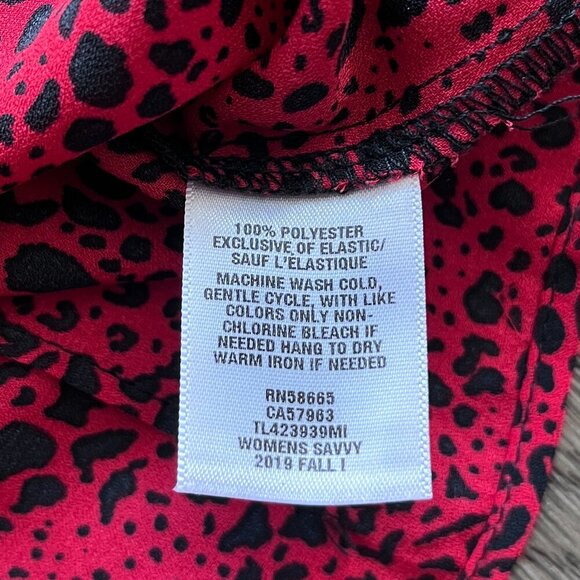 100% POLYESTER
EXCLUSIVE OF ELASTIC/
SAUF L'ELASTIQUE
MACHINE WASH COLD,
GENTLE CYCLE, WITH LIKE
COLORS ONLY NON-
CHLORINE BLEACH IF
NEEDED HANG TO DRY
WARM IRON IF NEEDED
RN58665
CA57963
TL423939MI
WOMENS SAVVY
2019 FALL I